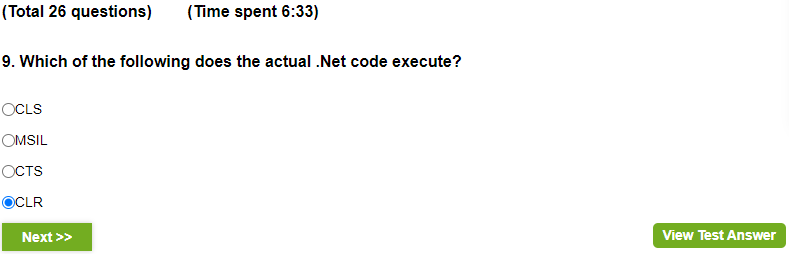 (Total 26 questions) (Time spent 6:33)
9. Which of the following does the actual .Net code execute?
CLS
MSIL
CTS
CLR
Next >> View Test Answer